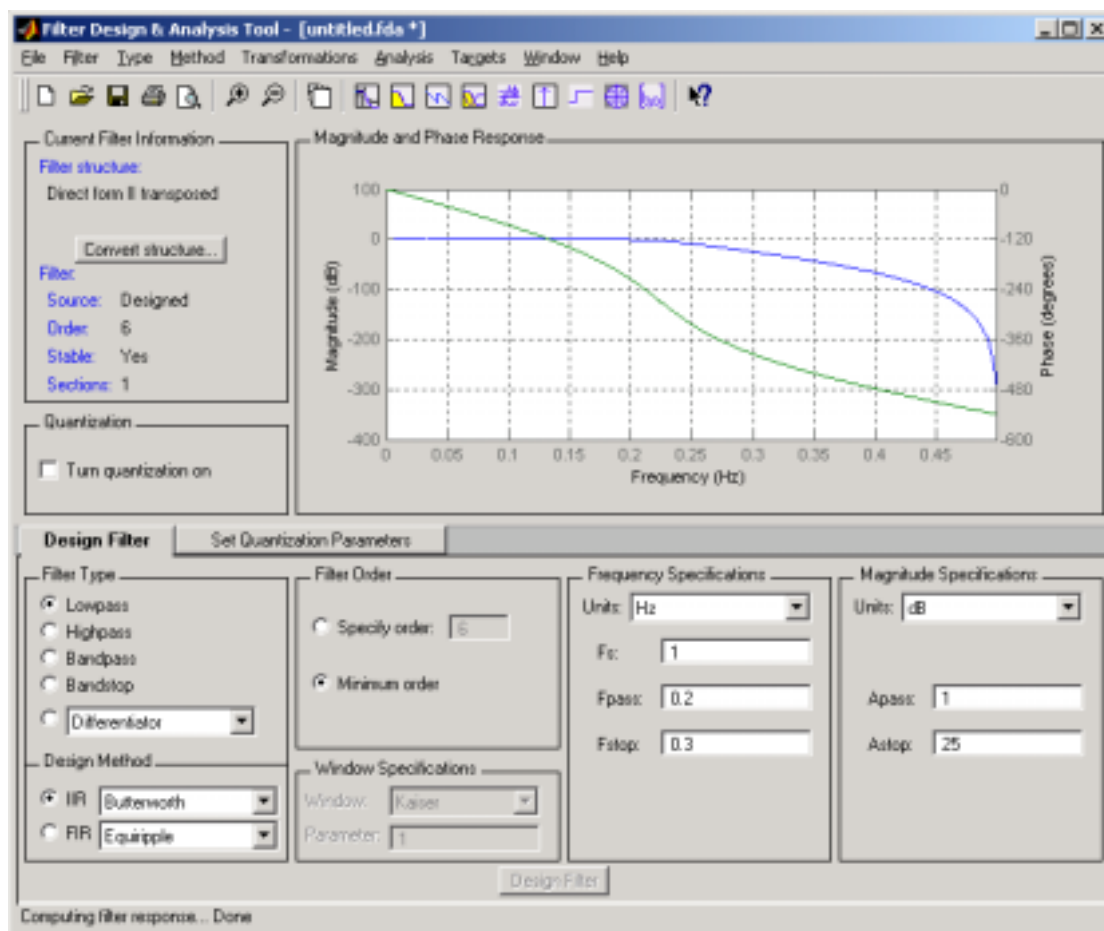 Filter Design & Analysis Tool - [untitled.fda *]
File Filter Type Method Transformations Analysis Targets Window Help
Current Filter Information
Filter structure:
Direct form II transposed
Convert structure...
Filter:
Source: Designed
Order: 6
Stable: Yes
Sections: 1
Quantization
Turn quantization on
Magnitude and Phase Response
Magnitude (dB)
100
0
-100
-200
-300
-400
0 0.05 0.1 0.15 0.2 0.25 0.3 0.35 0.4 0.45
Frequency (Hz)
0
-120
-240
-360
-480
-600
Phase (degrees)
Design Filter
Set Quantization Parameters
Filter Type
Lowpass
Highpass
Bandpass
Bandstop
Differentiator
Design Method
IIR Butterworth
FIR Equiripple
Filter Order
Specify order: 6
Minimum order
Window Specifications
Window: Kaiser
Parameter: 1
Frequency Specifications
Units: Hz
Fs: 1
Fpass: 0.2
Fstop: 0.3
Magnitude Specifications
Units: dB
Apass: 1
Astop: 25
Design Filter
Computing filter response... Done